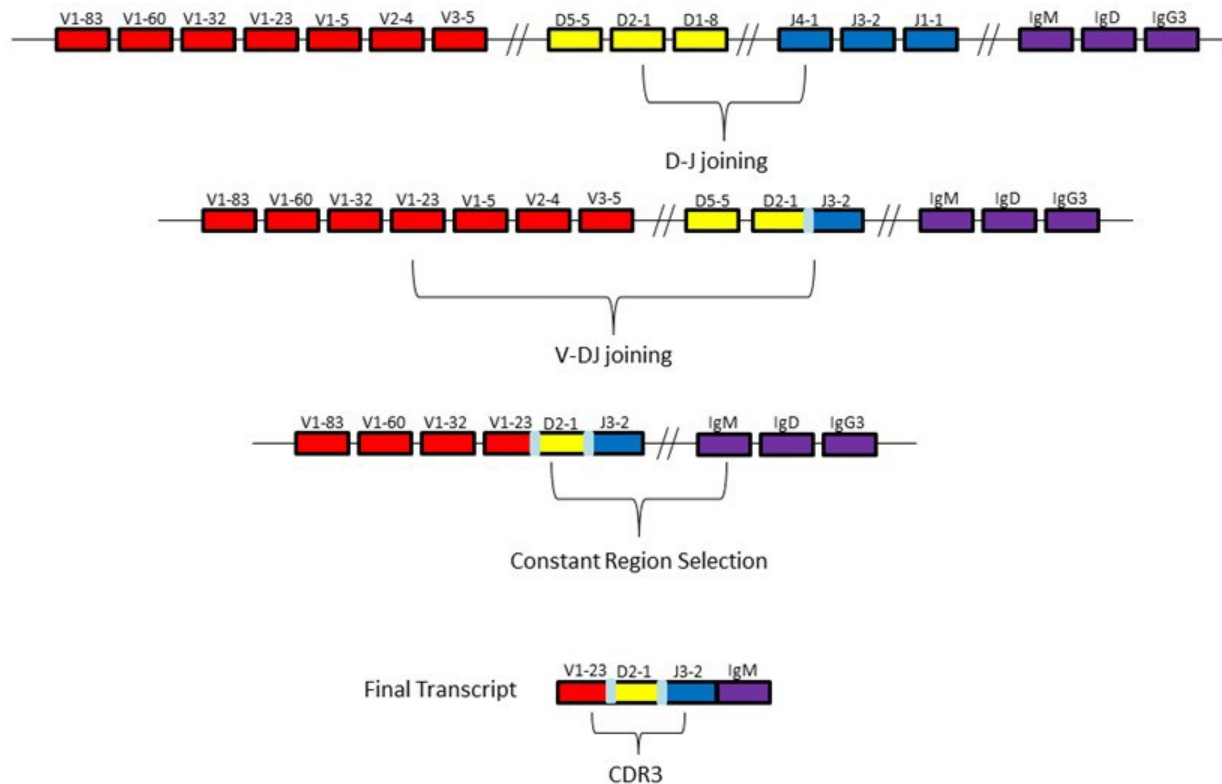 V1-83 V1-60 V1-32 V1-23 V1-5 V2-4 V3-5 D5-5 D2-1 D1-8 J4-1 J3-2 J1-1 IgM IgD IgG3
D-J joining
V1-83 V1-60 V1-32 V1-23 V1-5 V2-4 V3-5 D5-5 D2-1 J3-2 IgM IgD IgG3
V-DJ joining
V1-83 V1-60 V1-32 V1-23 D2-1 J3-2 IgM IgD IgG3
Constant Region Selection
V1-23 D2-1 J3-2 IgM
Final Transcript
CDR3